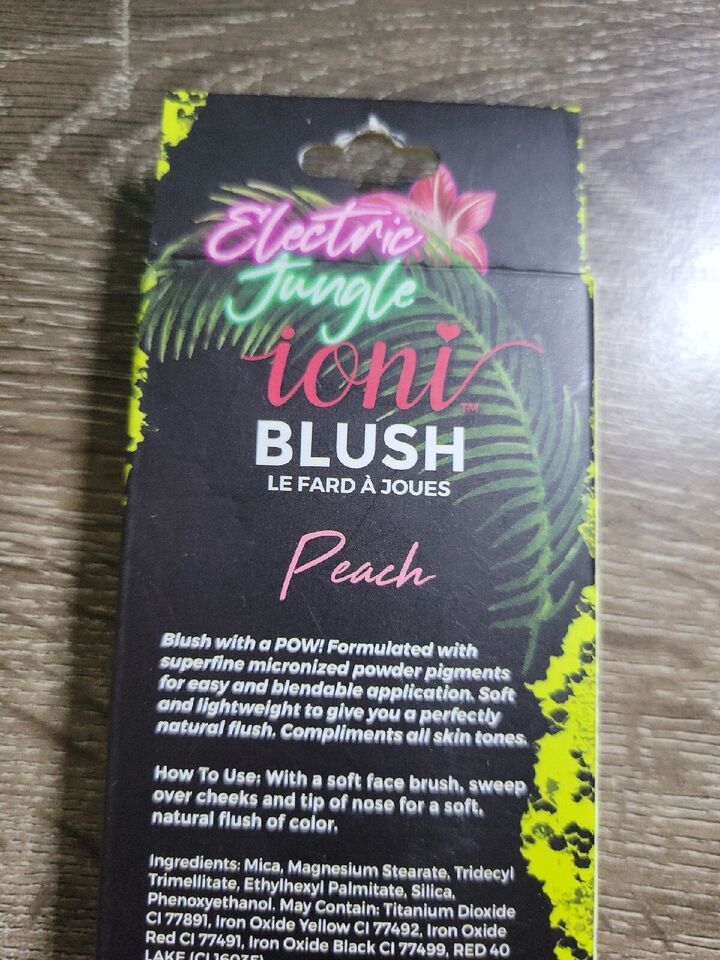 Electric
Jungle
ioni™
BLUSH
LE FARD À JOUES
Peach
Blush with a POW! Formulated with
superfine micronized powder pigments
for easy and blendable application. Soft
and lightweight to give you a perfectly
natural flush. Compliments all skin tones.
How To Use: With a soft face brush, sweep
over cheeks and tip of nose for a soft,
natural flush of color.
Ingredients: Mica, Magnesium Stearate, Tridecyl
Trimellitate, Ethylhexyl Palmitate, Silica,
Phenoxyethanol. May Contain: Titanium Dioxide
CI 77891, Iron Oxide Yellow CI 77492, Iron Oxide
Red CI 77491, Iron Oxide Black CI 77499, RED 40
LAKE (CI 16035)